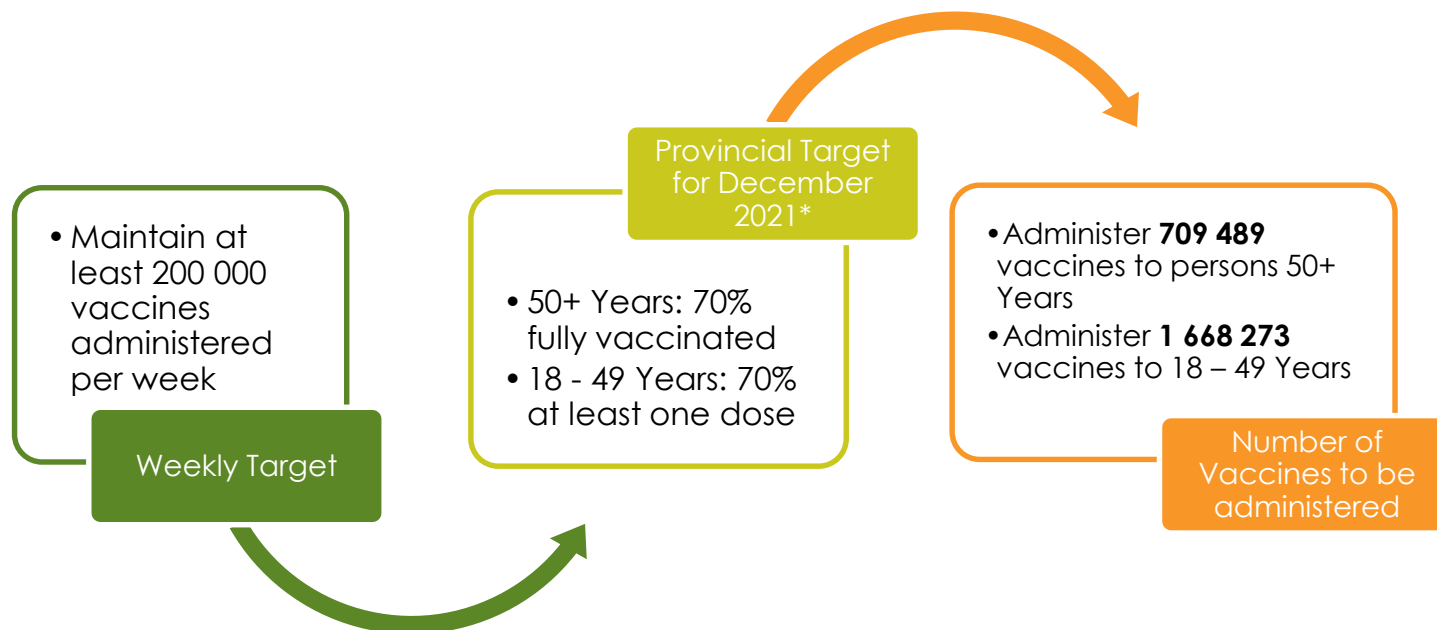 • Maintain at
least 200 000
vaccines
administered
per week
Weekly Target
Provincial Target
for December
2021*
• 50+ Years: 70%
fully vaccinated
• 18 - 49 Years: 70%
at least one dose
•Administer 709 489
vaccines to persons 50+
Years
•Administer 1 668 273
vaccines to 18 – 49 Years
Number of
Vaccines to be
administered